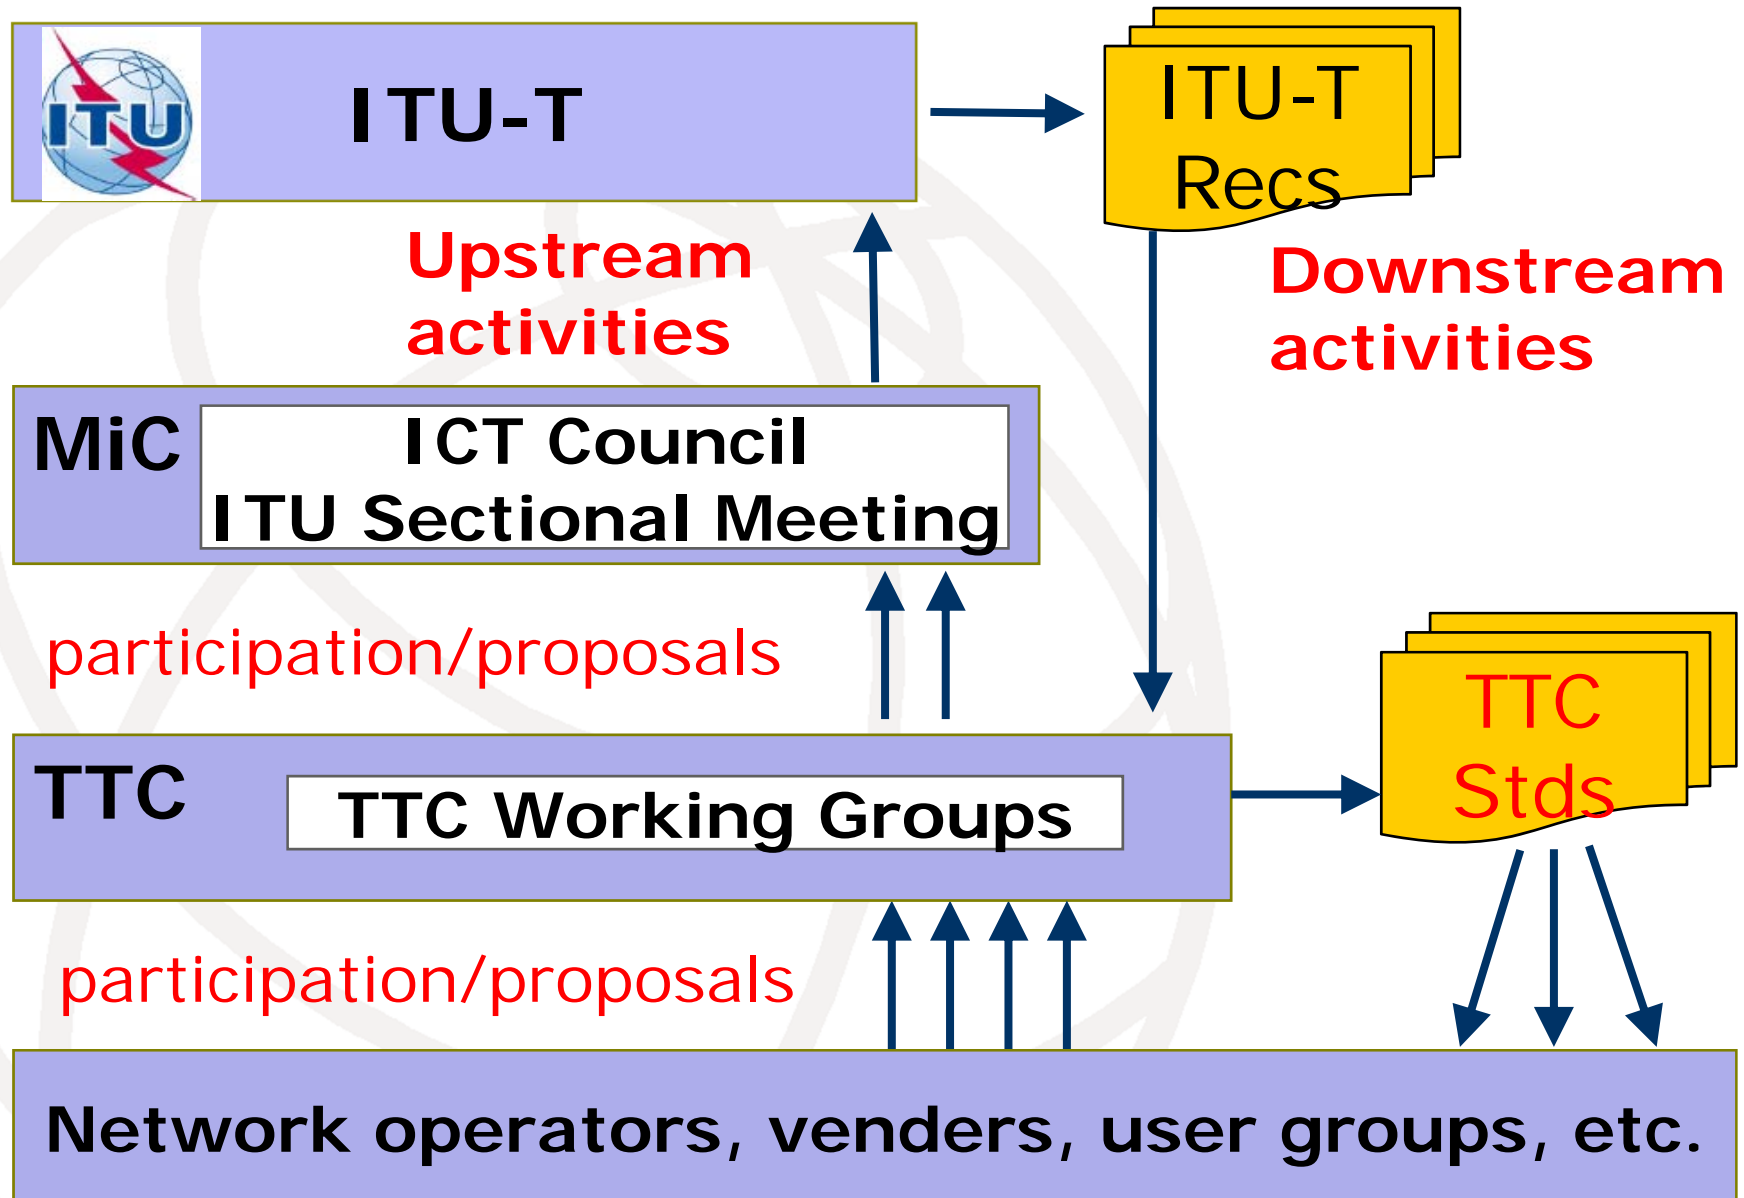 ITU
ITU-T
ITU-T
Recs
Upstream
activities
Downstream
activities
MiC
ICT Council
ITU Sectional Meeting
participation/proposals
TTC
TTC Working Groups
TTC
Stds
participation/proposals
Network operators, venders, user groups, etc.